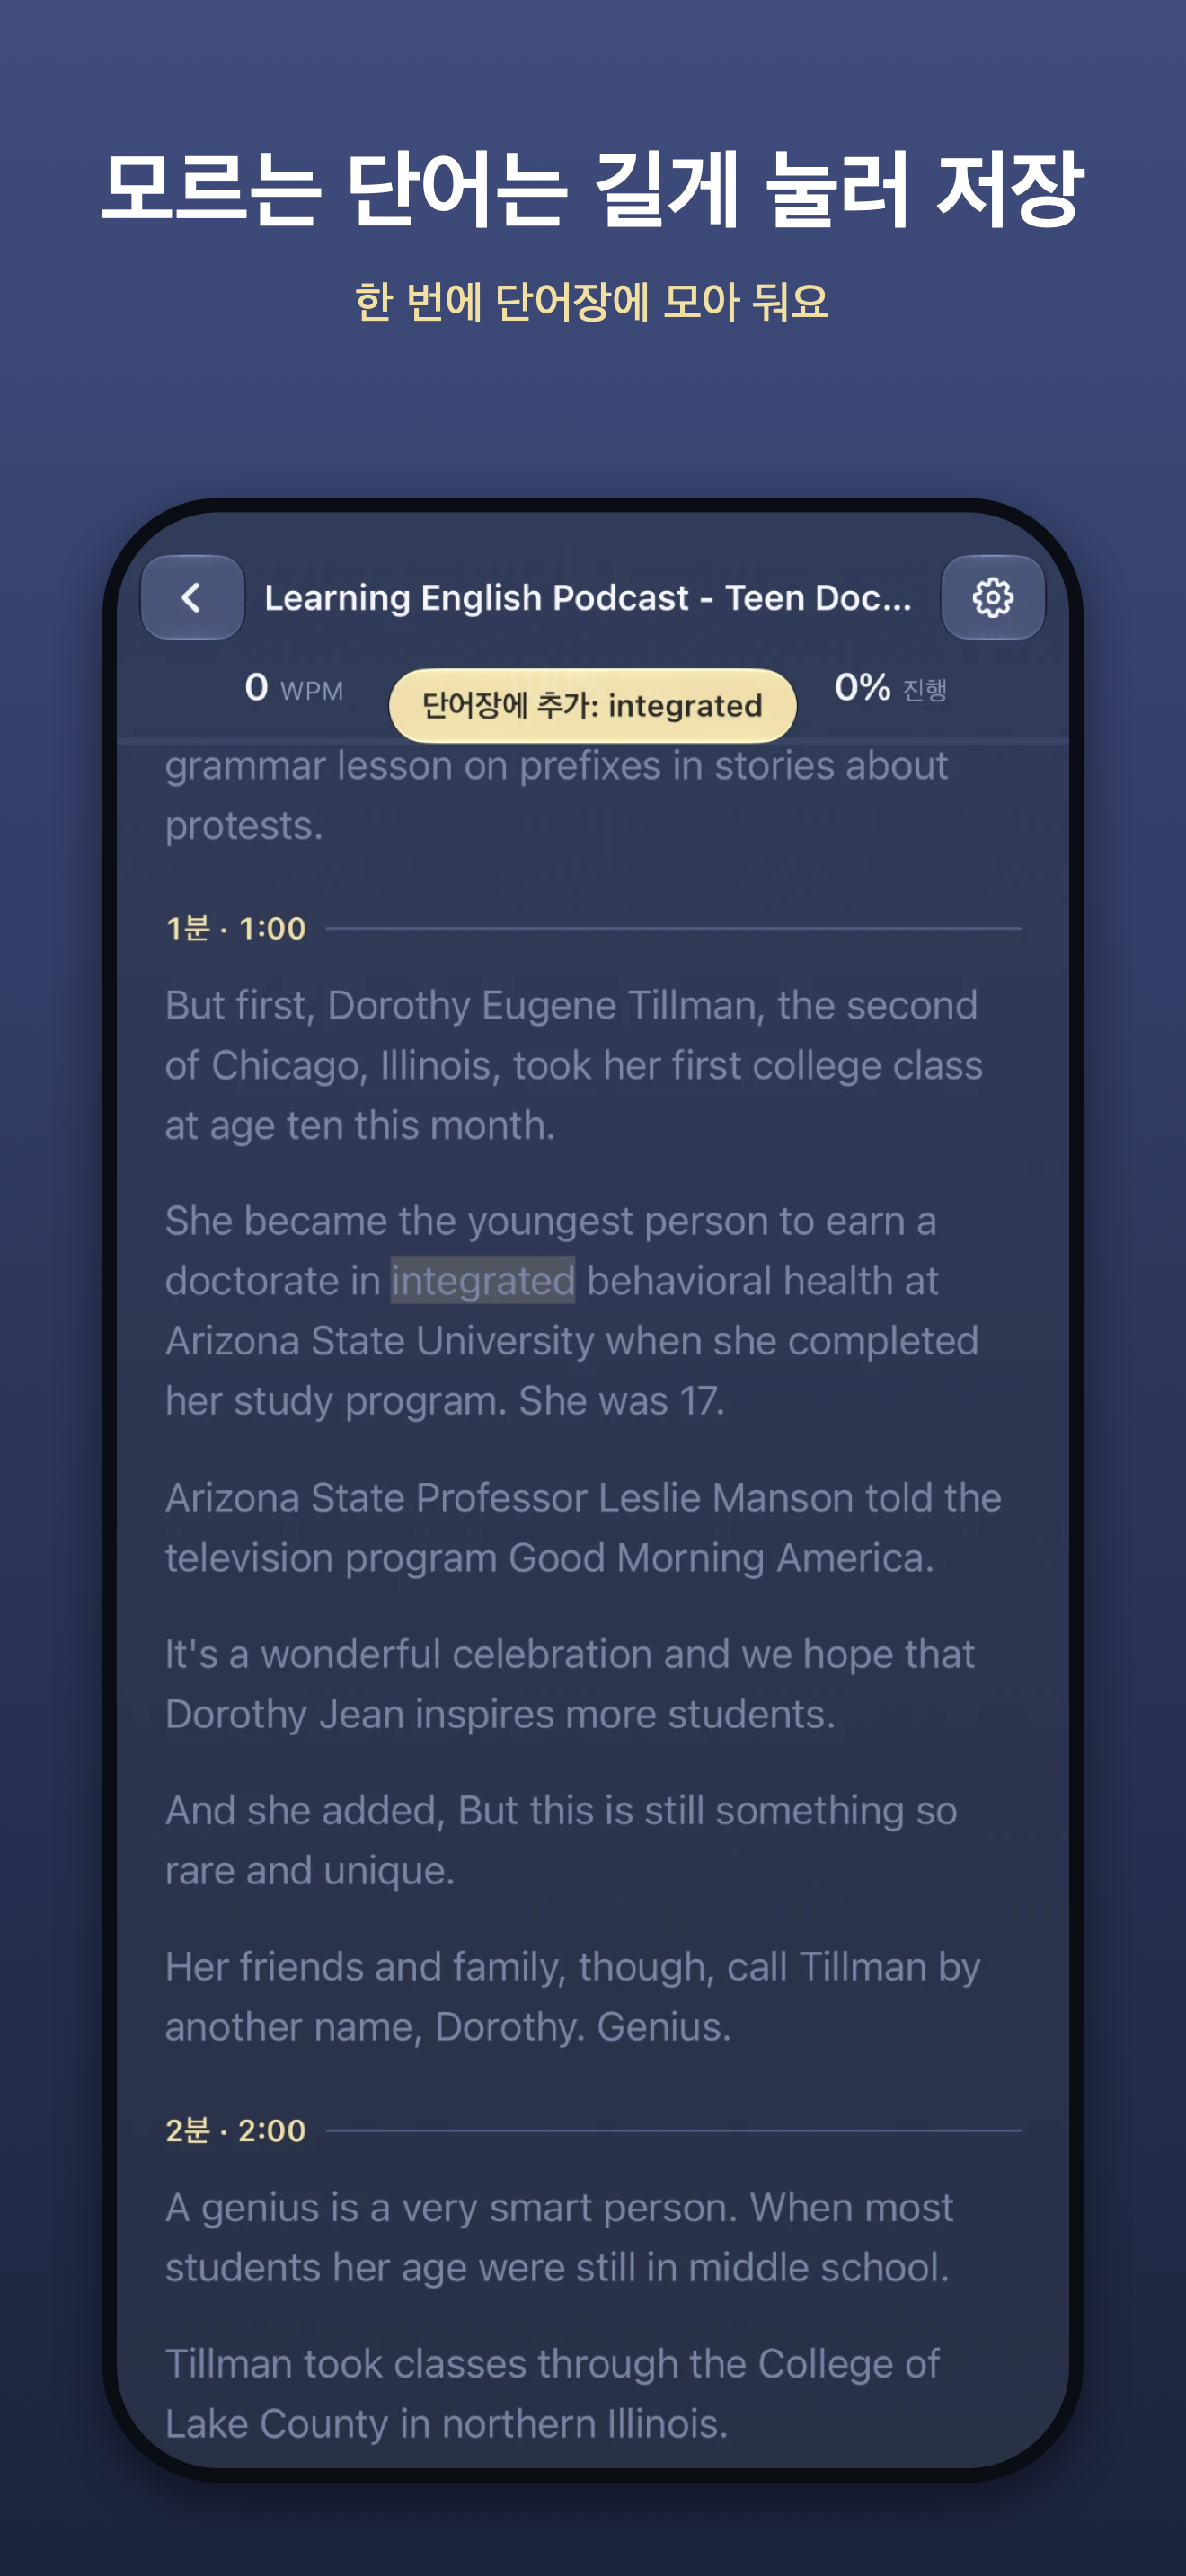 모르는 단어는 길게 눌러 저장
한 번에 단어장에 모아 둬요
Learning English Podcast - Teen Doc...
0 WPM
단어장에 추가: integrated
0% 진행
grammar lesson on prefixes in stories about
protests.
1분 · 1:00
But first, Dorothy Eugene Tillman, the second
of Chicago, Illinois, took her first college class
at age ten this month.
She became the youngest person to earn a
doctorate in integrated behavioral health at
Arizona State University when she completed
her study program. She was 17.
Arizona State Professor Leslie Manson told the
television program Good Morning America.
It's a wonderful celebration and we hope that
Dorothy Jean inspires more students.
And she added, But this is still something so
rare and unique.
Her friends and family, though, call Tillman by
another name, Dorothy. Genius.
2분 · 2:00
A genius is a very smart person. When most
students her age were still in middle school.
Tillman took classes through the College of
Lake County in northern Illinois.